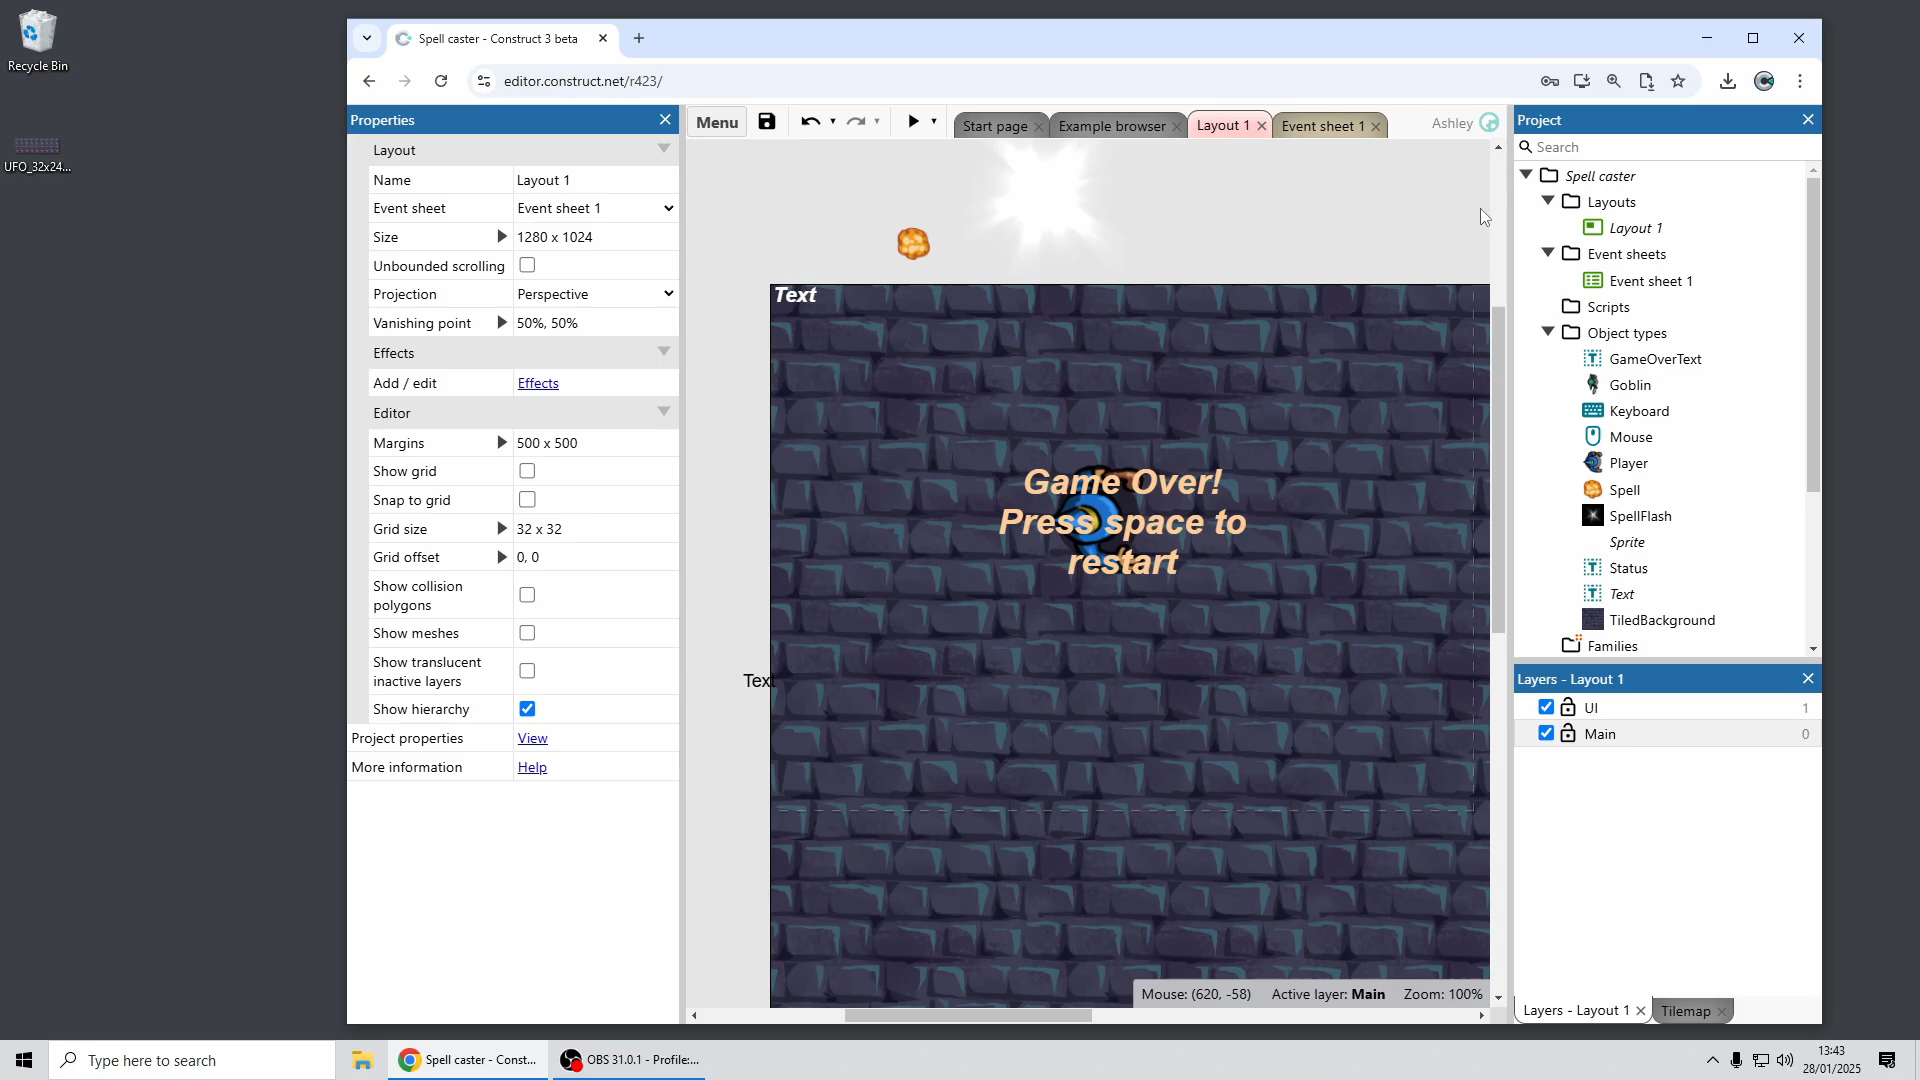 Recycle Bin
UFO_32x24...
Spell caster - Construct 3 beta
editor.construct.net/r423/
Properties
Layout
Name Layout 1
Event sheet Event sheet 1
Size 1280 x 1024
Unbounded scrolling
Projection Perspective
Vanishing point 50%, 50%
Effects
Add / edit Effects
Editor
Margins 500 x 500
Show grid
Snap to grid
Grid size 32 x 32
Grid offset 0, 0
Show collision
polygons
Show meshes
Show translucent
inactive layers
Show hierarchy
Project properties View
More information Help
Menu
Start page Example browser Layout 1 Event sheet 1
Ashley
Text
Game Over!
Press space to
restart
Text
Mouse: (620, -58) Active layer: Main Zoom: 100%
Project
Search
Spell caster
Layouts
Layout 1
Event sheets
Event sheet 1
Scripts
Object types
GameOverText
Goblin
Keyboard
Mouse
Player
Spell
SpellFlash
Sprite
Status
Text
TiledBackground
Families
Layers - Layout 1
UI 1
Main 0
Layers - Layout 1 Tilemap
Type here to search
Spell caster - Const...
OBS 31.0.1 - Profile:...
13:43
28/01/2025